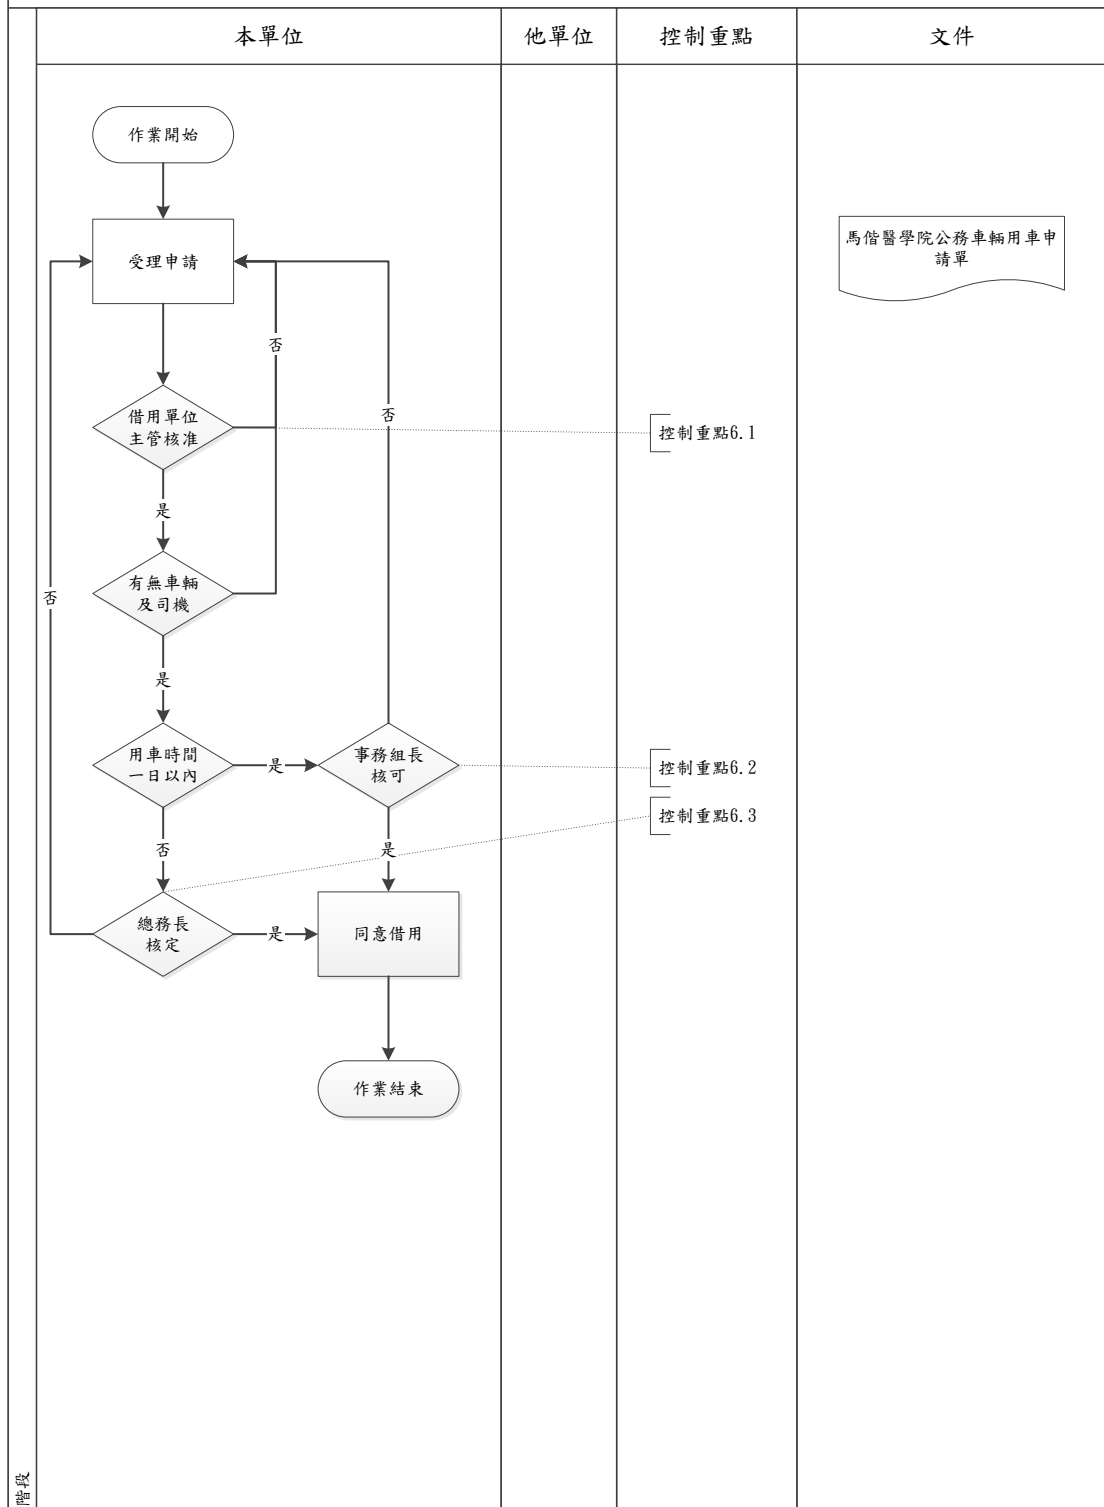 本單位
他單位
控制重點
文件
作業開始
受理申請
馬偕醫學院公務車輛用車申
請單
否
否
借用單位
主管核准
控制重點6.1
是
有無車輛
及司機
否
是
用車時間
一日以內
是
事務組長
核可
控制重點6.2
控制重點6.3
否
是
總務長
核定
是
同意借用
作業結束
階段